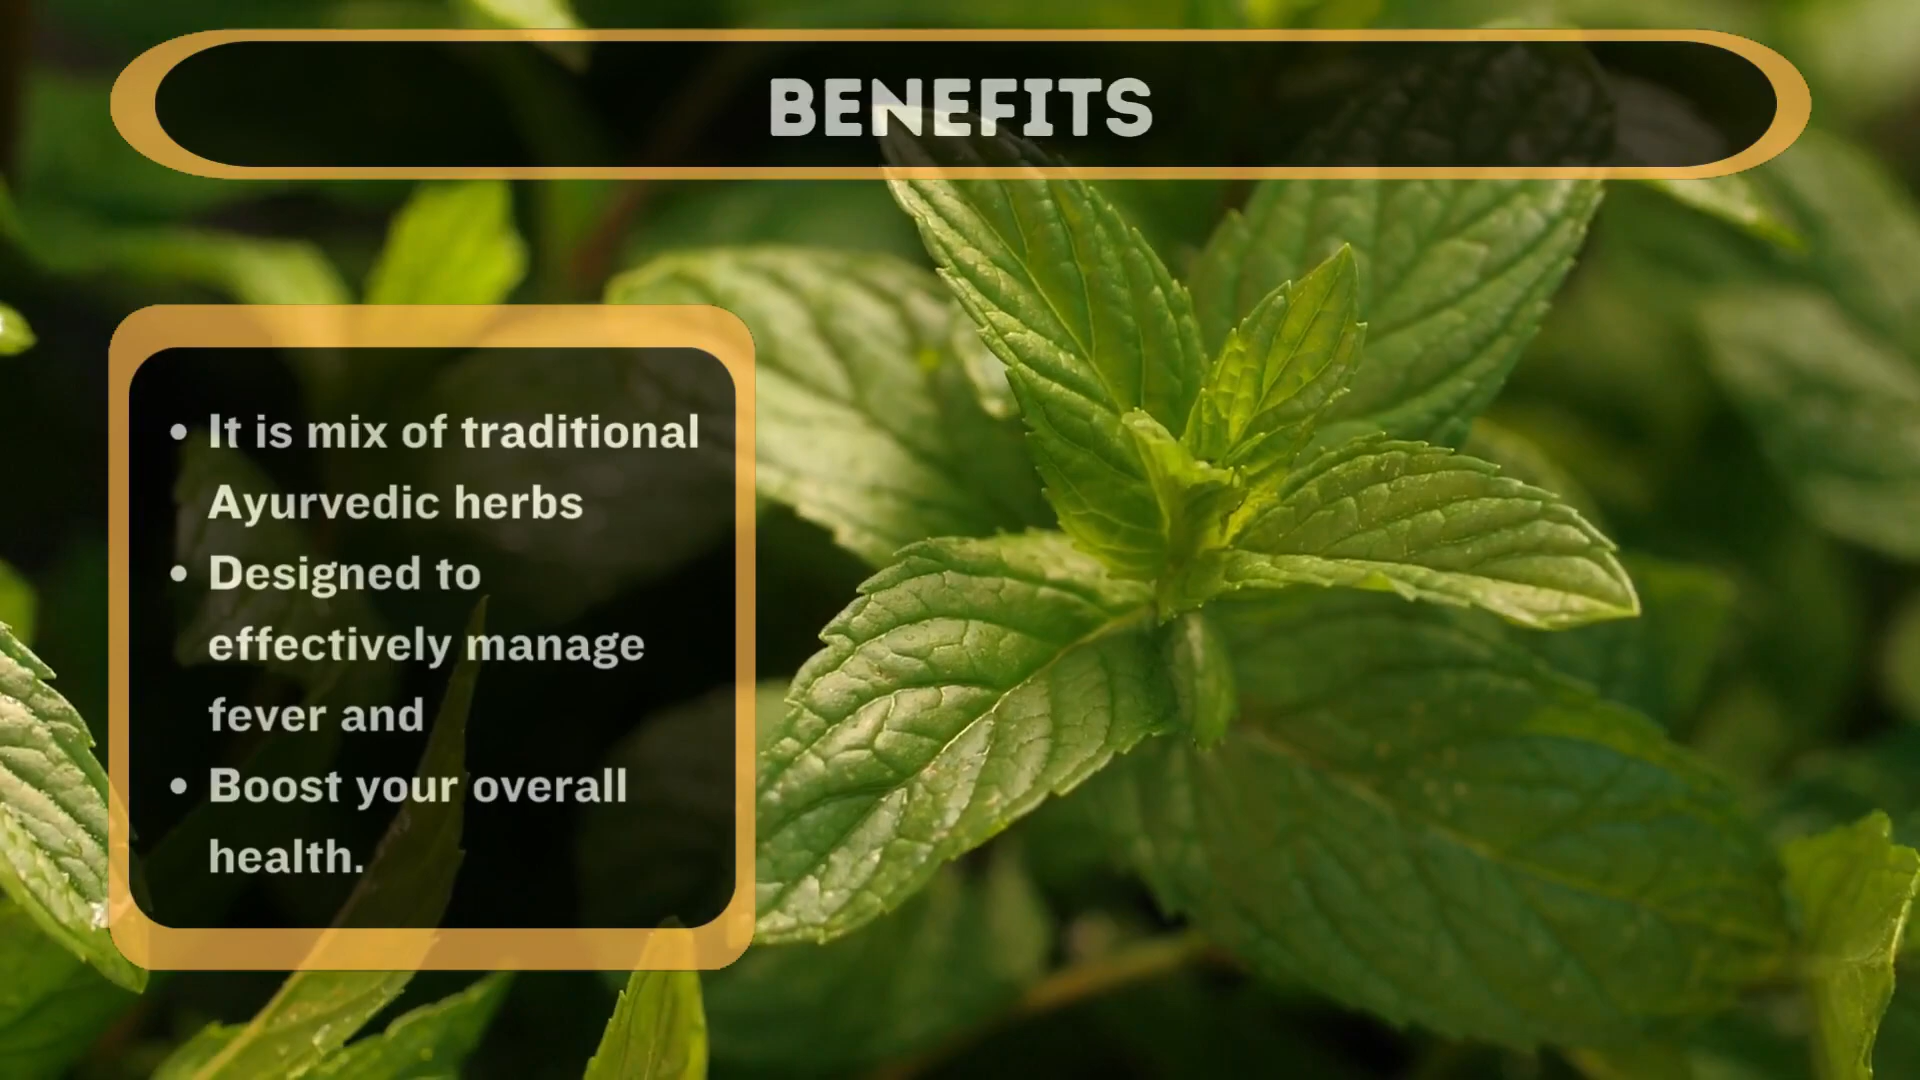 BENEFITS
• It is mix of traditional
Ayurvedic herbs
• Designed to
effectively manage
fever and
• Boost your overall
health.